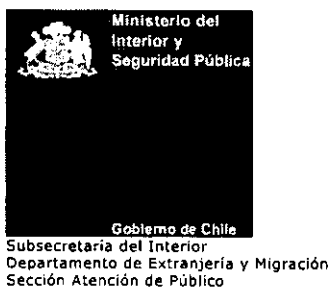 Ministerio del
Interior y
Seguridad Pública
Gobierno de Chile
Subsecretaría del Interior
Departamento de Extranjería y Migración
Sección Atención de Público